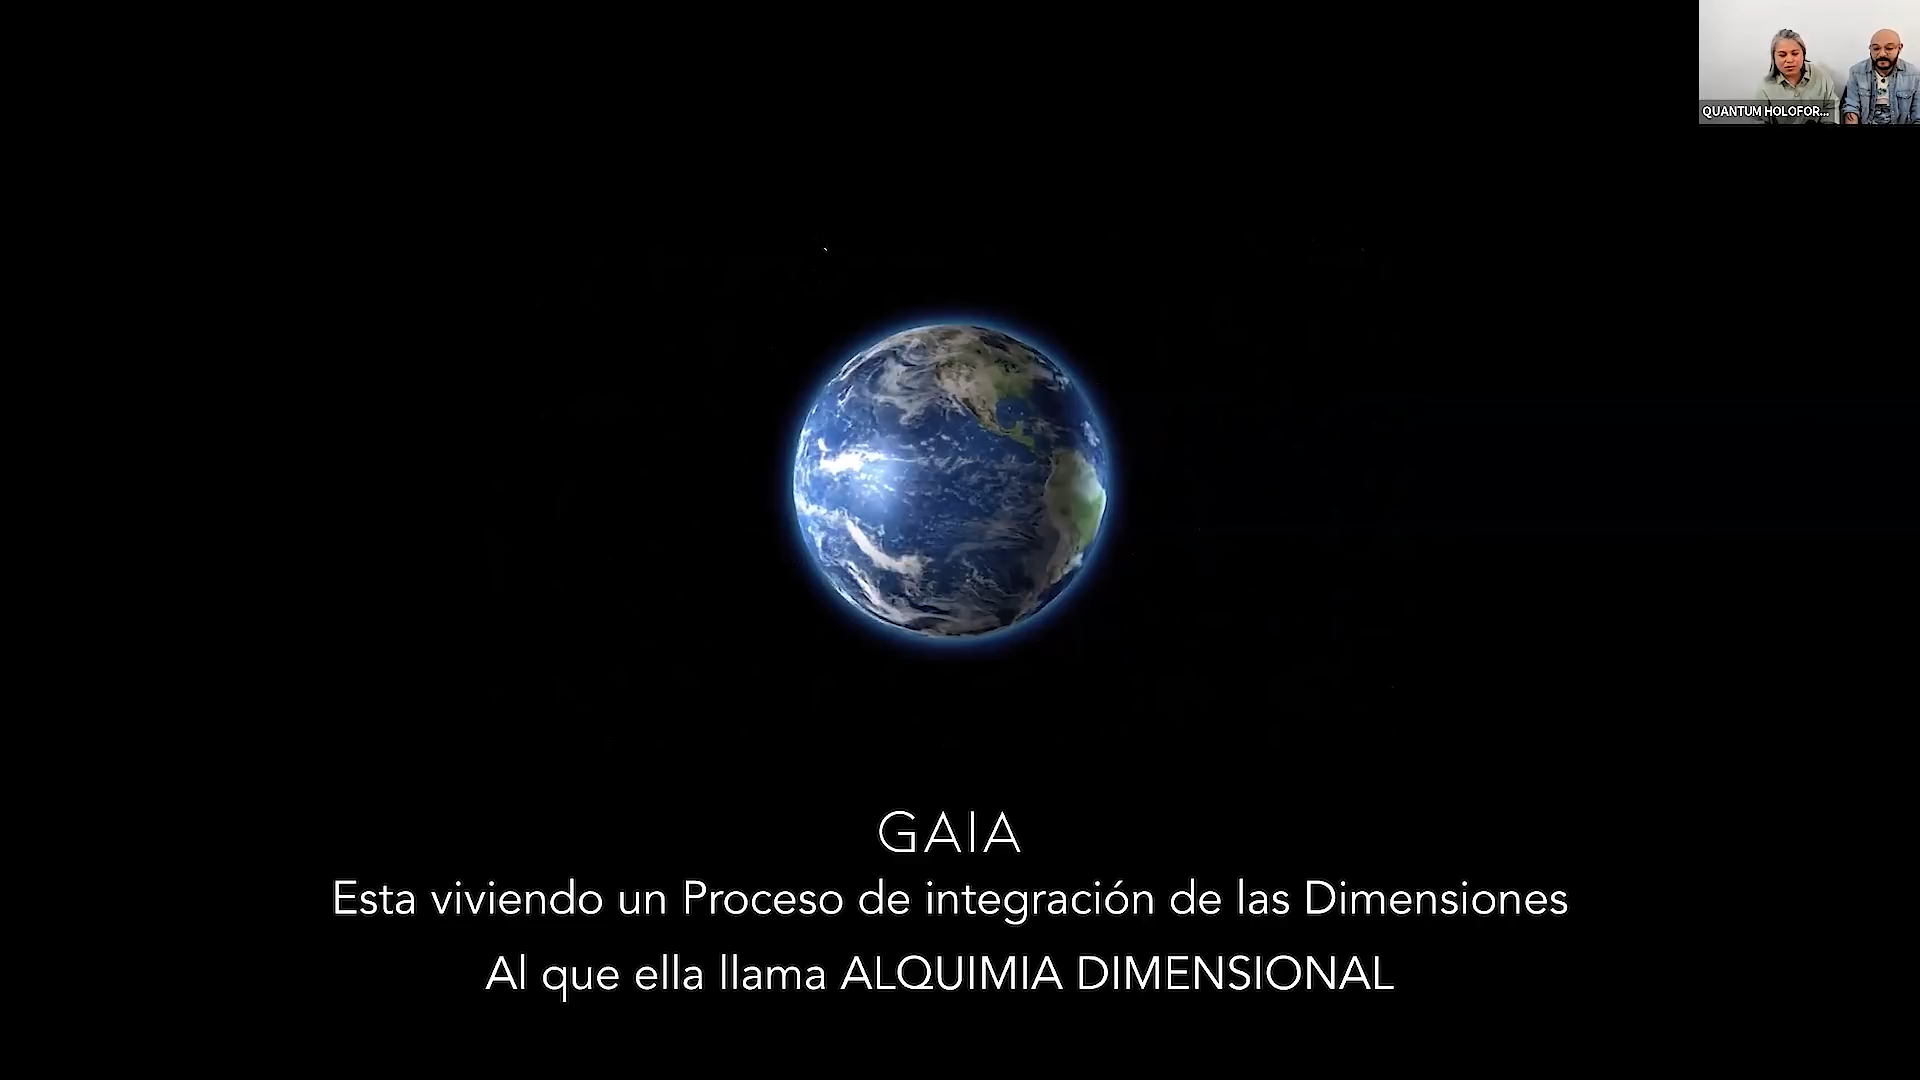 QUANTUM HOLOFOR...
GAIA
Esta viviendo un Proceso de integración de las Dimensiones
Al que ella llama ALQUIMIA DIMENSIONAL